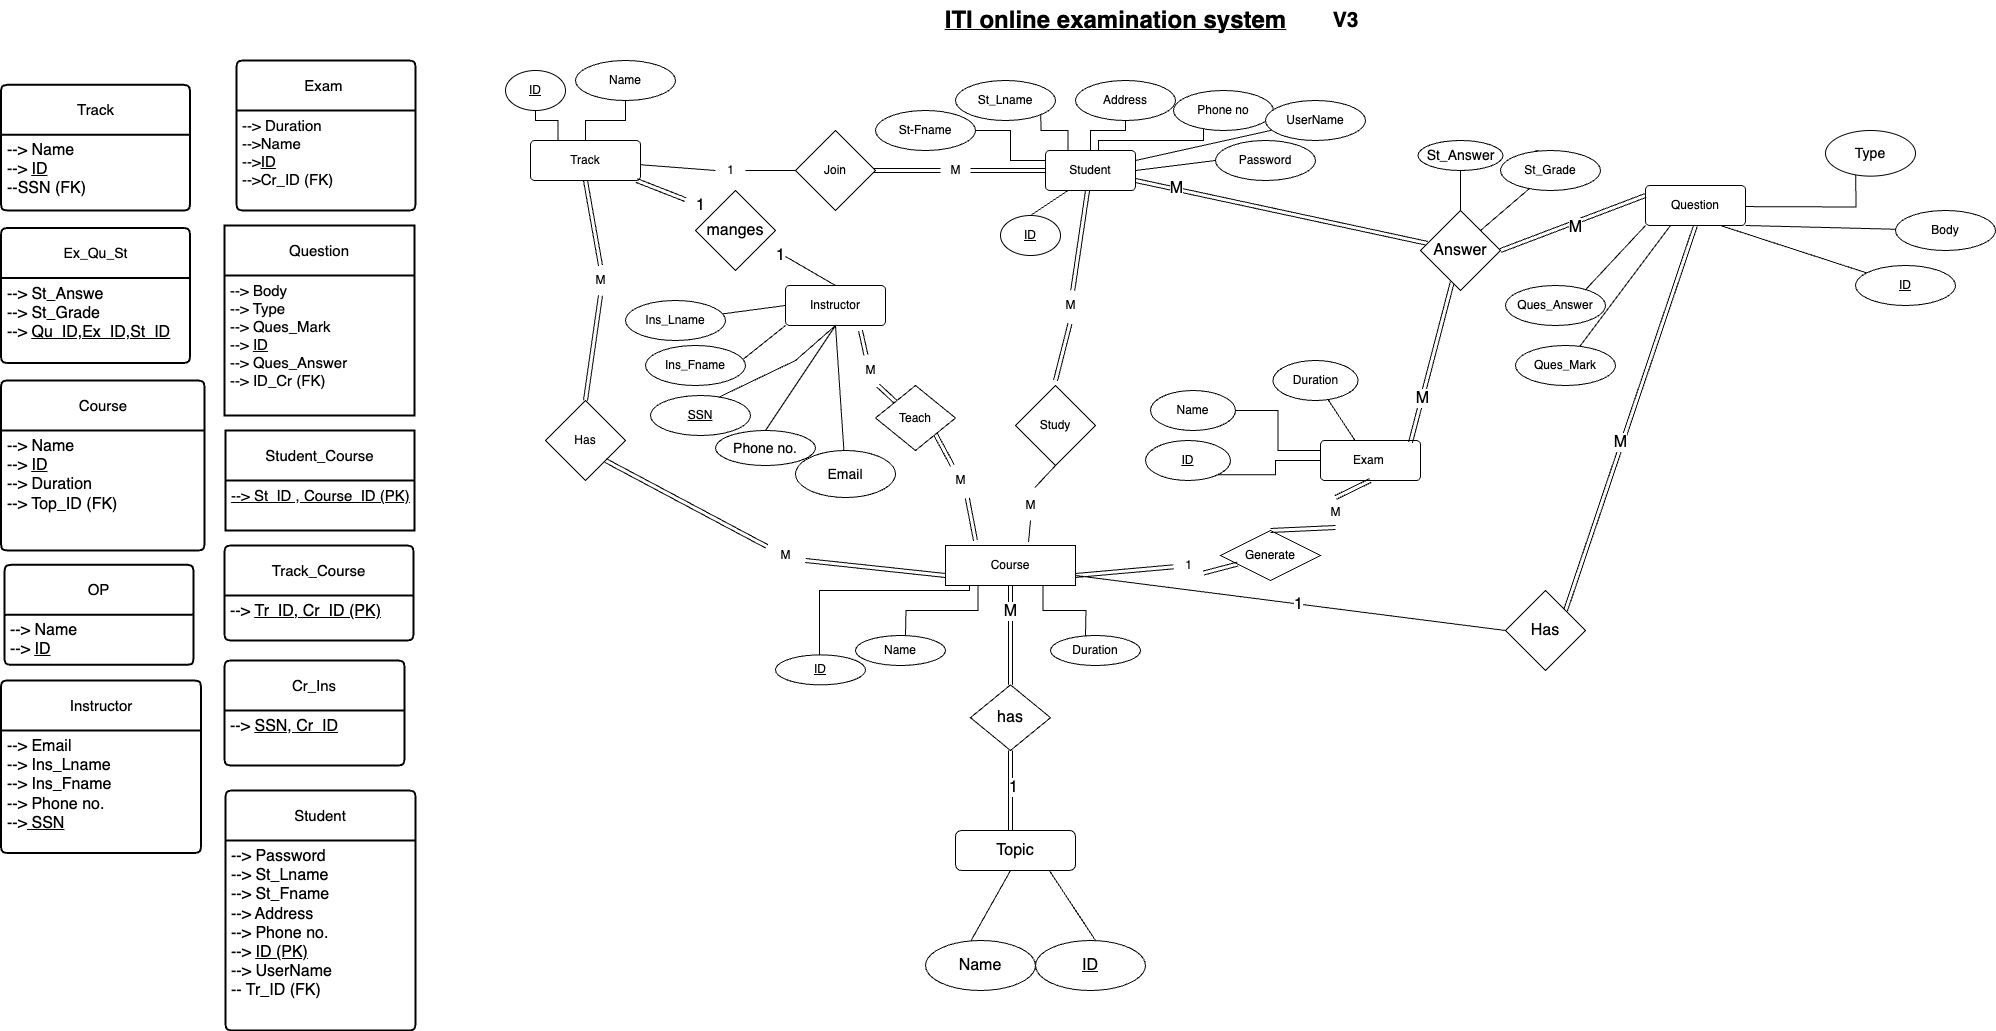 ITI online examination system V3
Track
--> Name
--> ID
--SSN (FK)
Ex_Qu_St
--> St_Answe
--> St_Grade
--> Qu_ID,Ex_ID,St_ID
Course
--> Name
--> ID
--> Duration
--> Top_ID (FK)
OP
--> Name
--> ID
Instructor
--> Email
--> Ins_Lname
--> Ins_Fname
--> Phone no.
--> SSN
Exam
--> Duration
-->Name
-->ID
-->Cr_ID (FK)
Question
--> Body
--> Type
--> Ques_Mark
--> ID
--> Ques_Answer
--> ID_Cr (FK)
Student_Course
--> St_ID , Course_ID (PK)
Track_Course
--> Tr_ID, Cr_ID (PK)
Cr_Ins
--> SSN, Cr_ID
Student
--> Password
--> St_Lname
--> St_Fname
--> Address
--> Phone no.
--> ID (PK)
--> UserName
-- Tr_ID (FK)
ID
Name
Track
1
Join
M
St-Fname
St_Lname
Address
Phone no
UserName
Password
Student
ID
M
St_Answer
St_Grade
Answer
M
Question
Type
Body
ID
Ques_Answer
Ques_Mark
1
manges
1
Instructor
Ins_Lname
Ins_Fname
SSN
Phone no.
Email
M
Teach
M
M
Has
M
M
Study
M
M
Duration
Name
ID
Exam
M
Generate
1
Course
1
Has
M
ID
Name
Duration
M
has
1
Topic
Name
ID